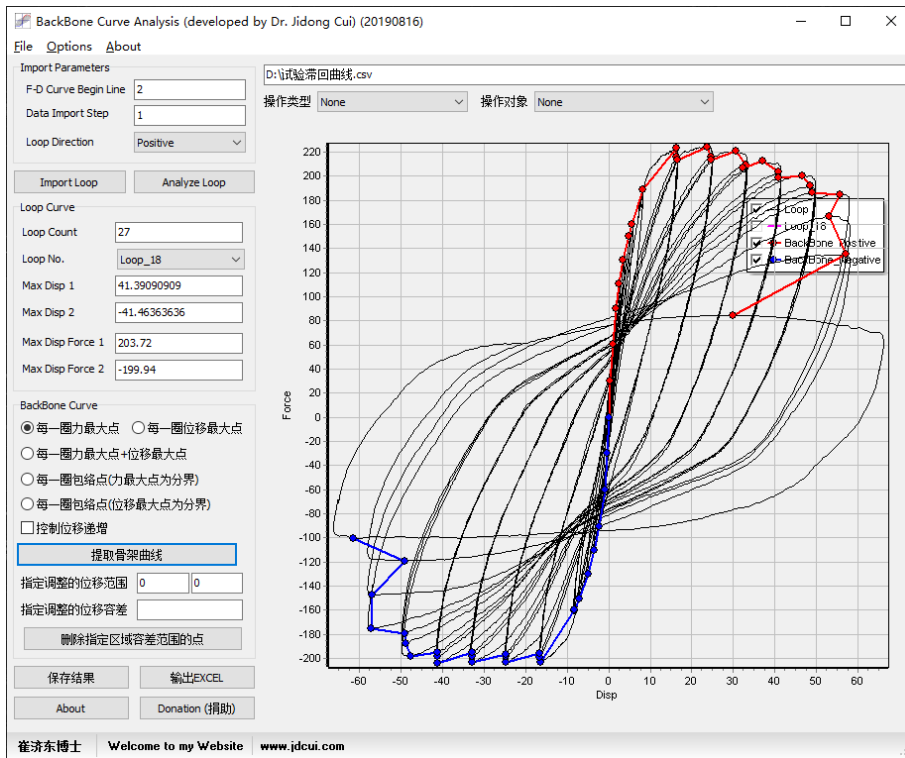 BackBone Curve Analysis (developed by Dr. Jidong Cui) (20190816)
File Options About
Import Parameters
F-D Curve Begin Line 2
Data Import Step 1
Loop Direction Positive
Import Loop Analyze Loop
Loop Curve
Loop Count 27
Loop No. Loop_18
Max Disp 1 41.39090909
Max Disp 2 -41.46363636
Max Disp Force 1 203.72
Max Disp Force 2 -199.94
BackBone Curve
每一圈力最大点 每一圈位移最大点
每一圈力最大点+位移最大点
每一圈包络点(力最大点为分界)
每一圈包络点(位移最大点为分界)
控制位移递增
提取骨架曲线
指定调整的位移范围 0 0
指定调整的位移容差
删除指定区域容差范围的点
保存结果 输出EXCEL
About Donation (捐助)
D:\试验滞回曲线.csv
操作类型 None 操作对象 None
220
200
180
160
140
120
100
80
60
40
20
0
-20
-40
-60
-80
-100
-120
-140
-160
-180
-200
Force
Loop
Loop_18
BackBone_Positive
BackBone_Negative
-60 -50 -40 -30 -20 -10 0 10 20 30 40 50 60
Disp
崔济东博士 Welcome to my Website www.jdcui.com